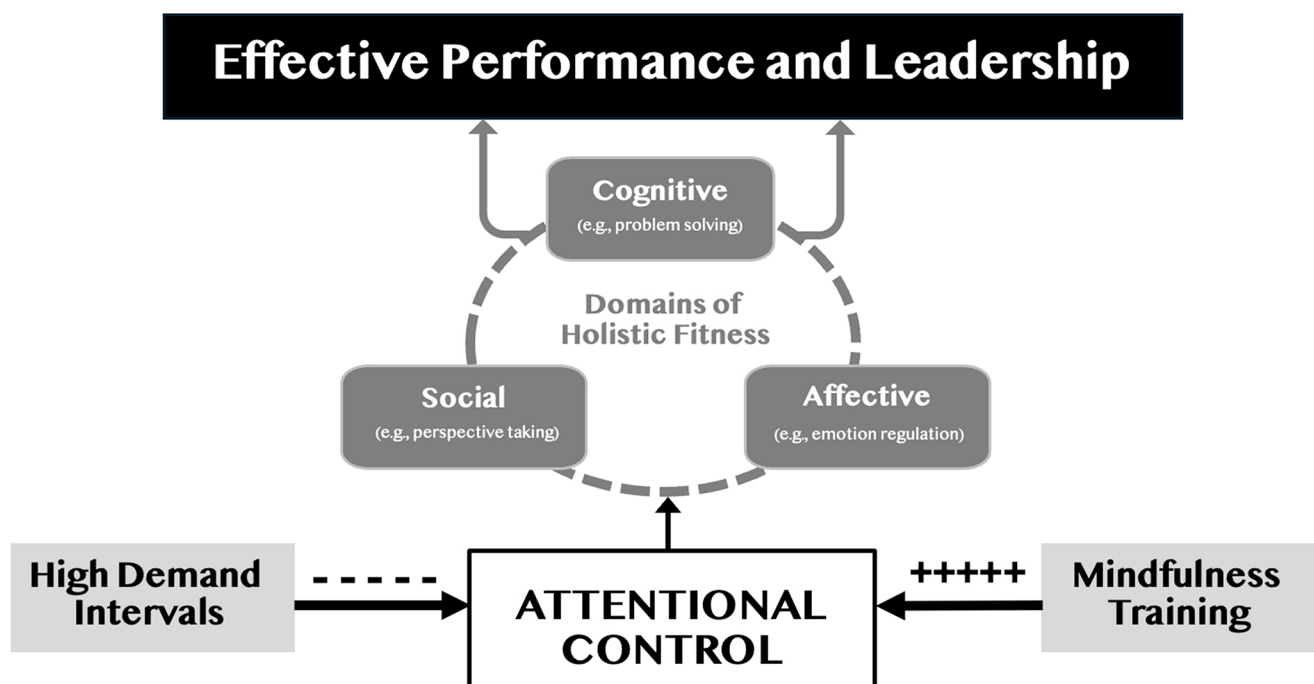 Effective Performance and Leadership
Cognitive
(e.g., problem solving)
Domains of
Holistic Fitness
Social
(e.g., perspective taking)
Affective
(e.g., emotion regulation)
High Demand
Intervals
- - - - -
ATTENTIONAL
CONTROL
+++++
Mindfulness
Training